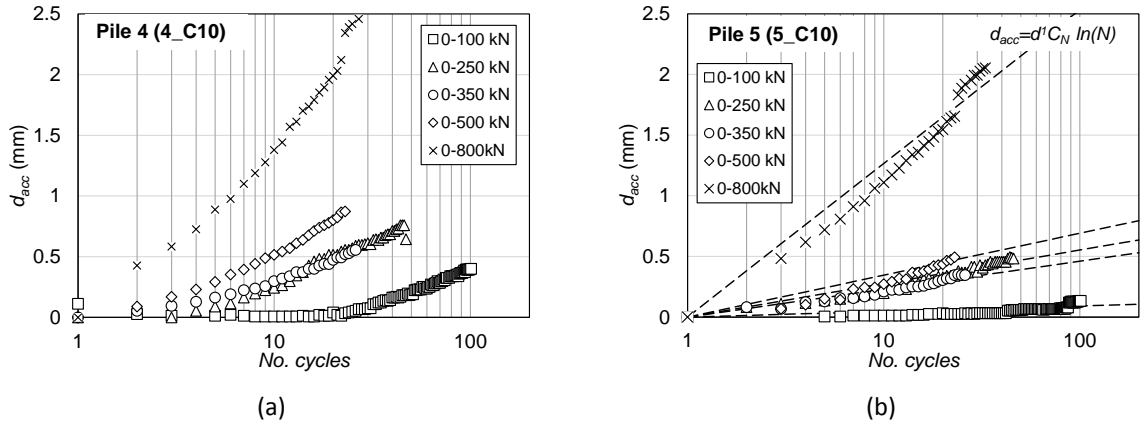 Pile 4 (4_C10)
2.5
2
1.5
1
0.5
0
d_acc (mm)
0-100 kN
0-250 kN
0-350 kN
0-500 kN
0-800kN
1
10
100
No. cycles
(a)
Pile 5 (5_C10)
d_acc=d¹C_N ln(N)
2.5
2
1.5
1
0.5
0
d_acc (mm)
0-100 kN
0-250 kN
0-350 kN
0-500 kN
0-800kN
1
10
100
No. cycles
(b)